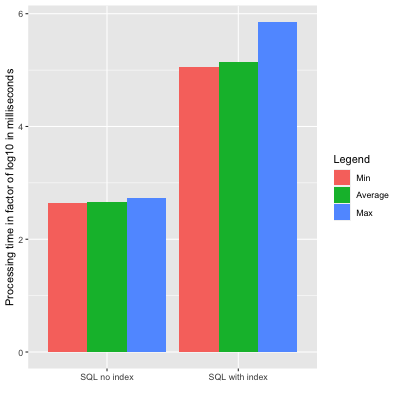 Processing time in factor of log10 in milliseconds
6
4
2
0
SQL no index
SQL with index
Legend
Min
Average
Max